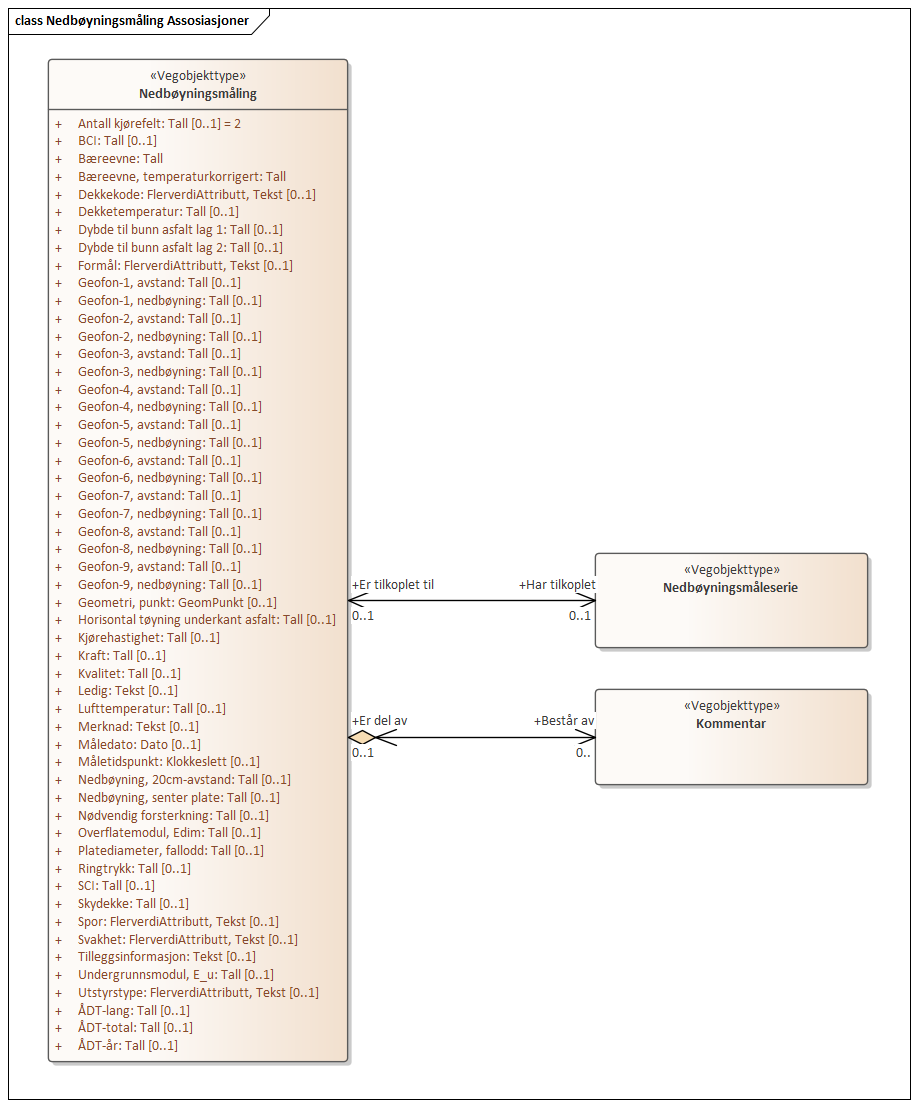 class Nedbøyningsmåling Assosiasjoner
«Vegobjekttype»
Nedbøyningsmåling
+ Antall kjørefelt: Tall [0..1] = 2
+ BCI: Tall [0..1]
+ Bæreevne: Tall
+ Bæreevne, temperaturkorrigert: Tall
+ Dekkekode: FlerverdiAttributt, Tekst [0..1]
+ Dekketemperatur: Tall [0..1]
+ Dybde til bunn asfalt lag 1: Tall [0..1]
+ Dybde til bunn asfalt lag 2: Tall [0..1]
+ Formål: FlerverdiAttributt, Tekst [0..1]
+ Geofon-1, avstand: Tall [0..1]
+ Geofon-1, nedbøyning: Tall [0..1]
+ Geofon-2, avstand: Tall [0..1]
+ Geofon-2, nedbøyning: Tall [0..1]
+ Geofon-3, avstand: Tall [0..1]
+ Geofon-3, nedbøyning: Tall [0..1]
+ Geofon-4, avstand: Tall [0..1]
+ Geofon-4, nedbøyning: Tall [0..1]
+ Geofon-5, avstand: Tall [0..1]
+ Geofon-5, nedbøyning: Tall [0..1]
+ Geofon-6, avstand: Tall [0..1]
+ Geofon-6, nedbøyning: Tall [0..1]
+ Geofon-7, avstand: Tall [0..1]
+ Geofon-7, nedbøyning: Tall [0..1]
+ Geofon-8, avstand: Tall [0..1]
+ Geofon-8, nedbøyning: Tall [0..1]
+ Geofon-9, avstand: Tall [0..1]
+ Geofon-9, nedbøyning: Tall [0..1]
+ Geometri, punkt: GeomPunkt [0..1]
+ Horisontal tøyning underkant asfalt: Tall [0..1]
+ Kjørehastighet: Tall [0..1]
+ Kraft: Tall [0..1]
+ Kvalitet: Tall [0..1]
+ Ledig: Tekst [0..1]
+ Lufttemperatur: Tall [0..1]
+ Merknad: Tekst [0..1]
+ Måledato: Dato [0..1]
+ Måletidspunkt: Klokkeslett [0..1]
+ Nedbøyning, 20cm-avstand: Tall [0..1]
+ Nedbøyning, senter plate: Tall [0..1]
+ Nødvendig forsterkning: Tall [0..1]
+ Overflatemodul, Edim: Tall [0..1]
+ Platediameter, fallodd: Tall [0..1]
+ Ringtrykk: Tall [0..1]
+ SCI: Tall [0..1]
+ Skydekke: Tall [0..1]
+ Spor: FlerverdiAttributt, Tekst [0..1]
+ Svakhet: FlerverdiAttributt, Tekst [0..1]
+ Tilleggsinformasjon: Tekst [0..1]
+ Undergrunnsmodul, E_u: Tall [0..1]
+ Utstyrstype: FlerverdiAttributt, Tekst [0..1]
+ ÅDT-lang: Tall [0..1]
+ ÅDT-total: Tall [0..1]
+ ÅDT-år: Tall [0..1]
+Er tilkoplet til
+Har tilkoplet
0..1
0..1
«Vegobjekttype»
Nedbøyningsmåleserie
+Er del av
+Består av
0..1
0..
«Vegobjekttype»
Kommentar